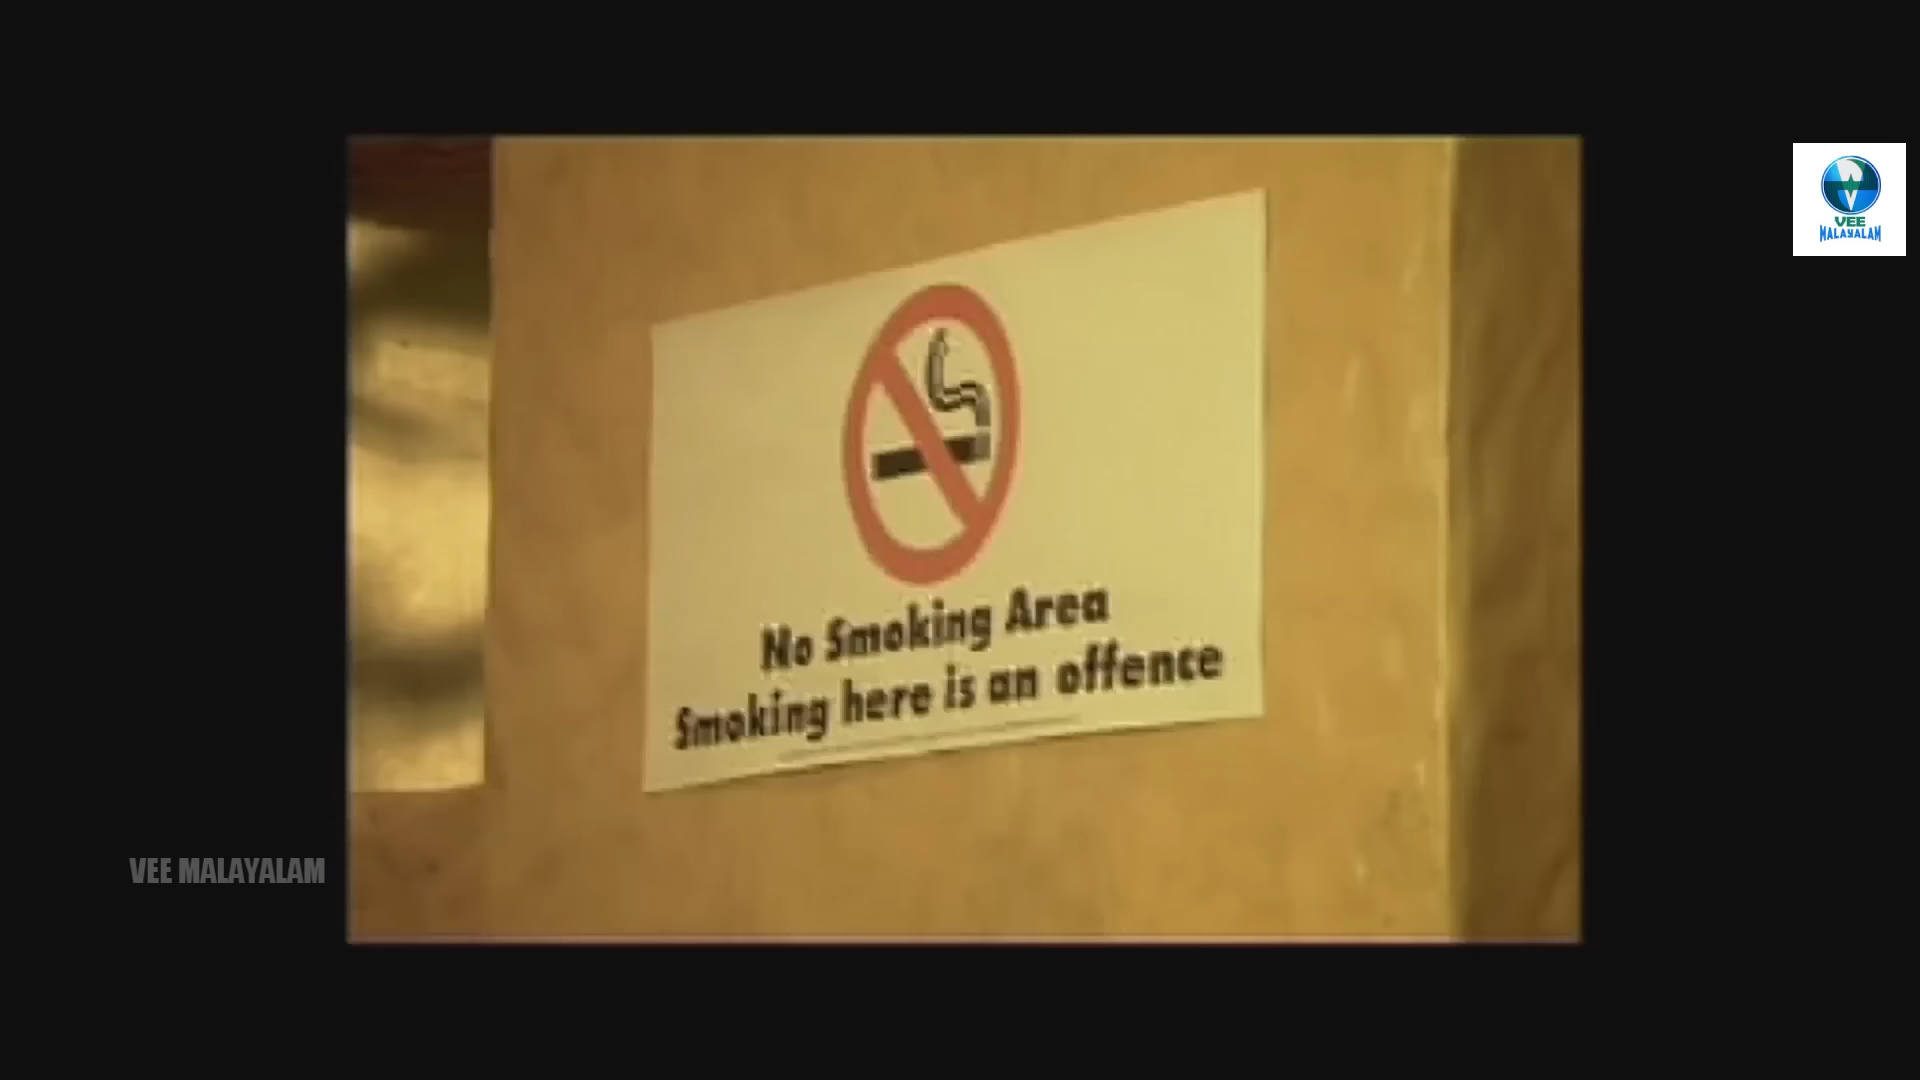 VEE
MALAYALAM
No Smoking Area
Smoking here is an offence
VEE MALAYALAM